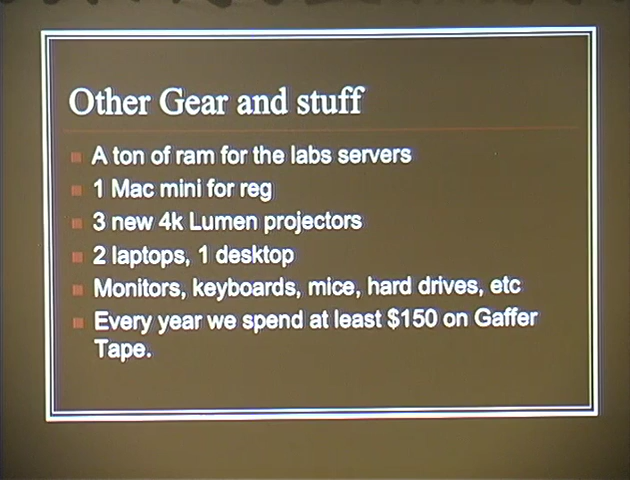 Other Gear and stuff
A ton of ram for the labs servers
1 Mac mini for reg
3 new 4k Lumen projectors
2 laptops, 1 desktop
Monitors, keyboards, mice, hard drives, etc
Every year we spend at least $150 on Gaffer
Tape.